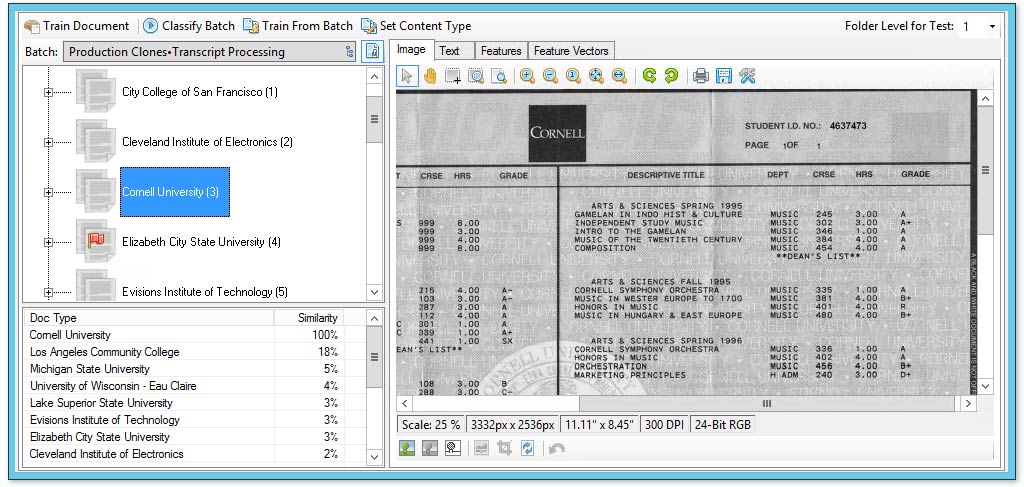 Train Document Classify Batch Train From Batch Set Content Type Folder Level for Test: 1
Batch: Production Clones•Transcript Processing
City College of San Francisco (1)
Cleveland Institute of Electronics (2)
Cornell University (3)
Elizabeth City State University (4)
Evisions Institute of Technology (5)
Doc Type Similarity
Cornell University 100%
Los Angeles Community College 18%
Michigan State University 5%
University of Wisconsin - Eau Claire 4%
Lake Superior State University 3%
Evisions Institute of Technology 3%
Elizabeth City State University 3%
Cleveland Institute of Electronics 2%
Image Text Features Feature Vectors
CORNELL
STUDENT I.D. NO.: 4637473
PAGE 1OF 1
T CRSE HRS GRADE DESCRIPTIVE TITLE DEPT CRSE HRS GRADE
ARTS & SCIENCES SPRING 1995
GAMELAN IN INDO HIST & CULTURE MUSIC 245 3.00 A
S 999 8.00 INDEPENDENT STUDY MUSIC MUSIC 302 3.00 A+
999 3.00 INTRO TO THE GAMELAN MUSIC 346 1.00 A
999 4.00 MUSIC OF THE TWENTIETH CENTURY MUSIC 384 4.00 A
999 8.00 COMPOSITION MUSIC 454 4.00 A
**DEAN'S LIST**
ARTS & SCIENCES FALL 1995
215 4.00 A- CORNELL SYMPHONY ORCHESTRA MUSIC 335 1.00 A
103 3.00 A- MUSIC IN WESTER EUROPE TO 1700 MUSIC 381 4.00 B+
287 3.00 A HONORS IN MUSIC MUSIC 401 4.00 R
112 4.00 A MUSIC IN HUNGARY & EAST EUROPE MUSIC 480 4.00 B+
C 301 1.00 A
C 339 1.00 A+
441 1.00 SX ARTS & SCIENCES SPRING 1996
EAN'S LIST** CORNELL SYMPHONY ORCHESTRA MUSIC 336 1.00 A
HONORS IN MUSIC MUSIC 402 4.00 A
ORCHESTRATION MUSIC 456 4.00 B+
MARKETING PRINCIPLES H ADM 240 3.00 D+
108 3.00 B
288 3.00 C-
A BLACK AND WHITE DOCUMENT IS NOT OFF
Scale: 25 % 3332px x 2536px 11.11" x 8.45" 300 DPI 24-Bit RGB